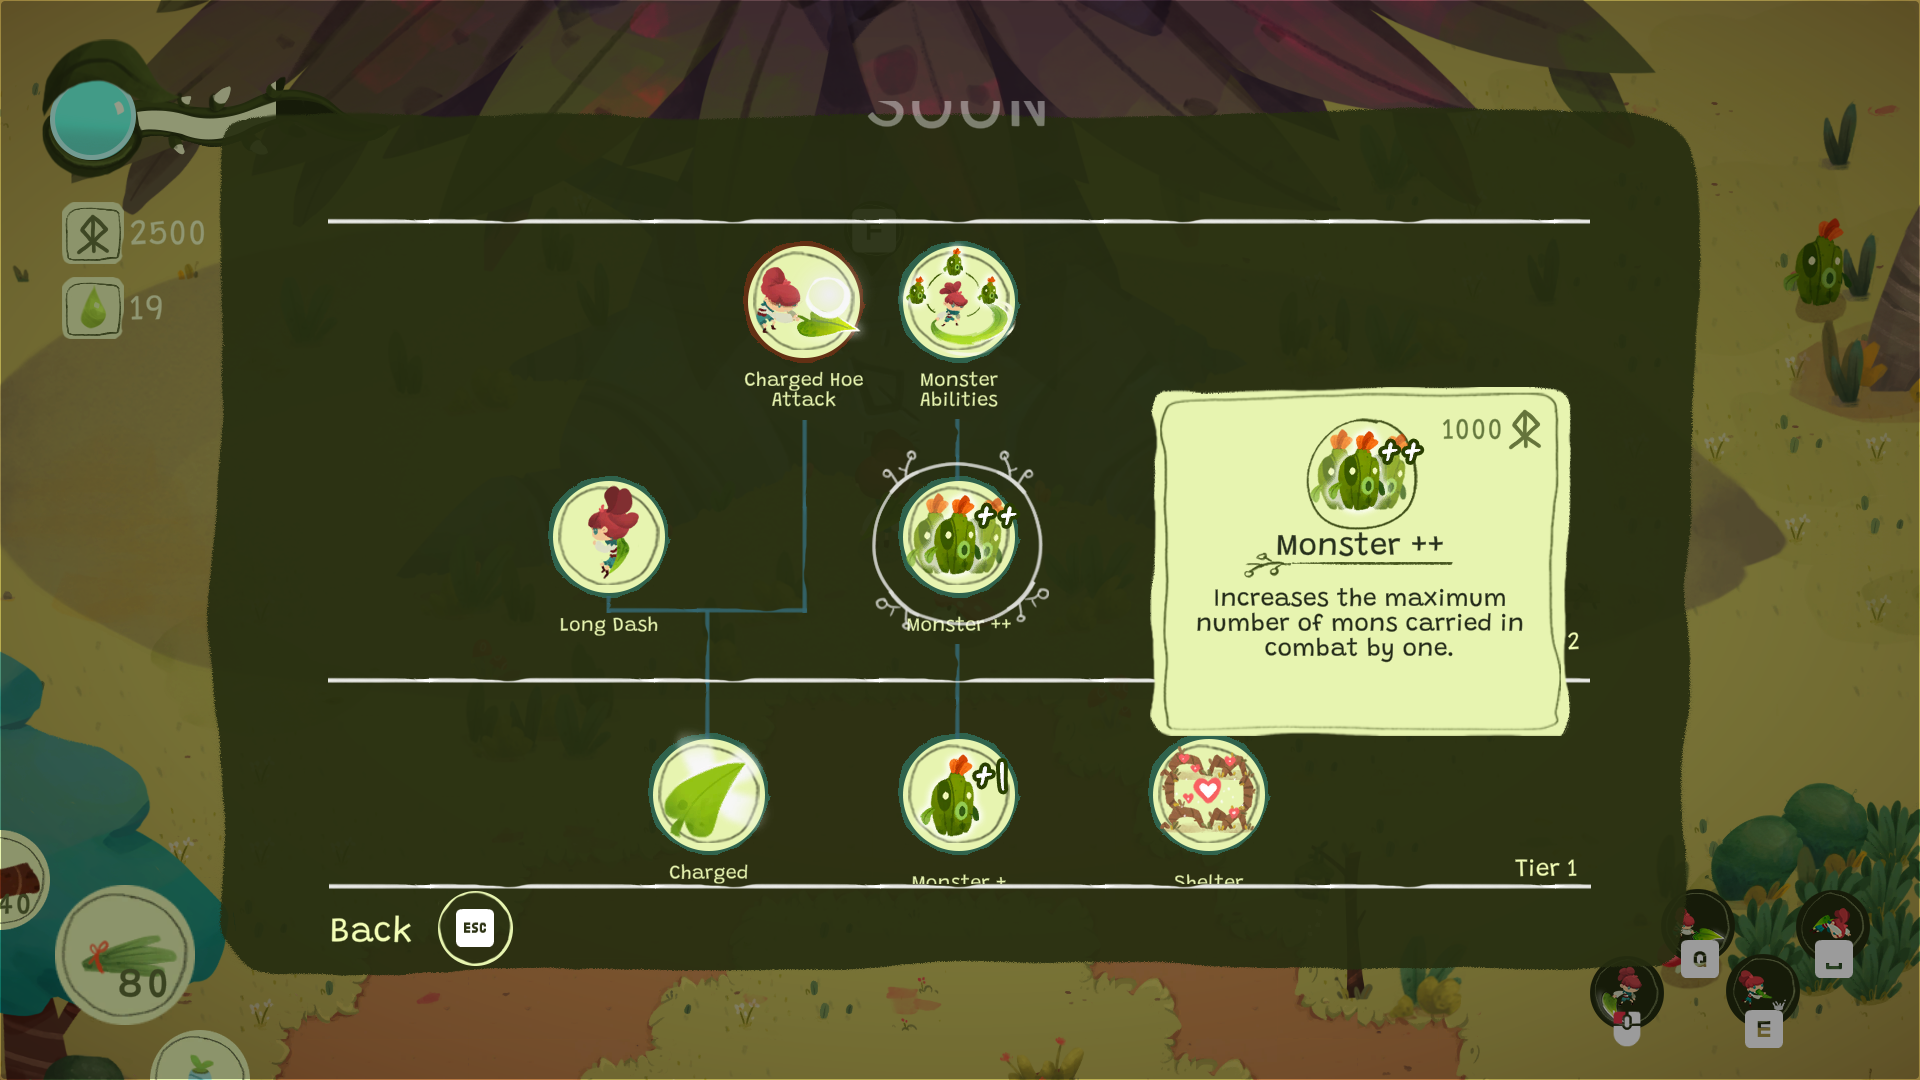 SOON
2500
19
F
Charged Hoe
Attack
Monster
Abilities
1000
Monster ++
Increases the maximum
number of mons carried in
combat by one.
++
++
Long Dash
Monster ++
2
+1
Charged
Monster +
Shelter
Tier 1
Back
ESC
40
80
Q
E